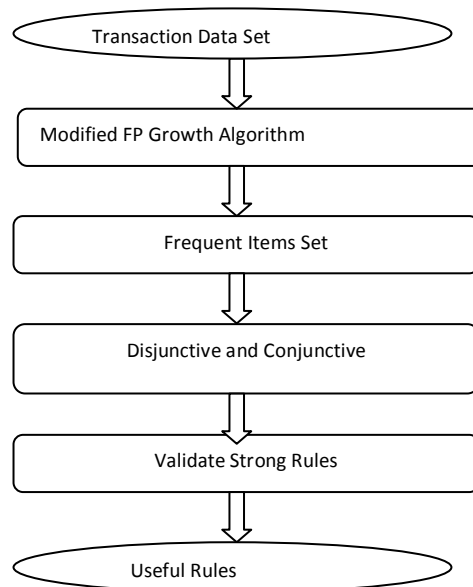 Transaction Data Set
Modified FP Growth Algorithm
Frequent Items Set
Disjunctive and Conjunctive
Validate Strong Rules
Useful Rules